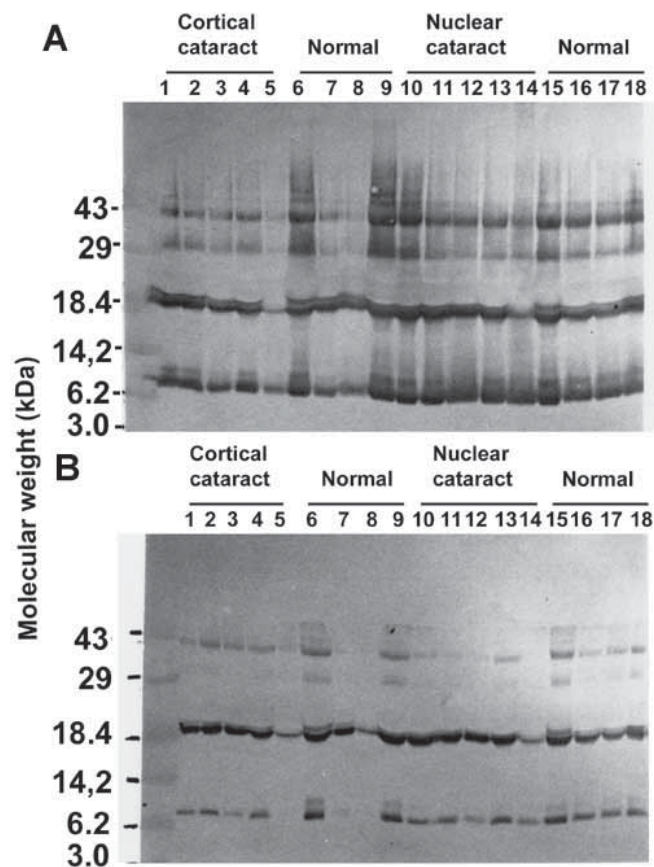 A
Cortical cataract
Normal
Nuclear cataract
Normal
1 2 3 4 5 6 7 8 9 10 11 12 13 14 15 16 17 18
43-
29-
18.4-
14,2-
6.2-
3.0-
Molecular weight (kDa)
B
Cortical cataract
Normal
Nuclear cataract
Normal
1 2 3 4 5 6 7 8 9 10 11 12 13 14 15 16 17 18
43
29
18.4
14,2
6.2
3.0